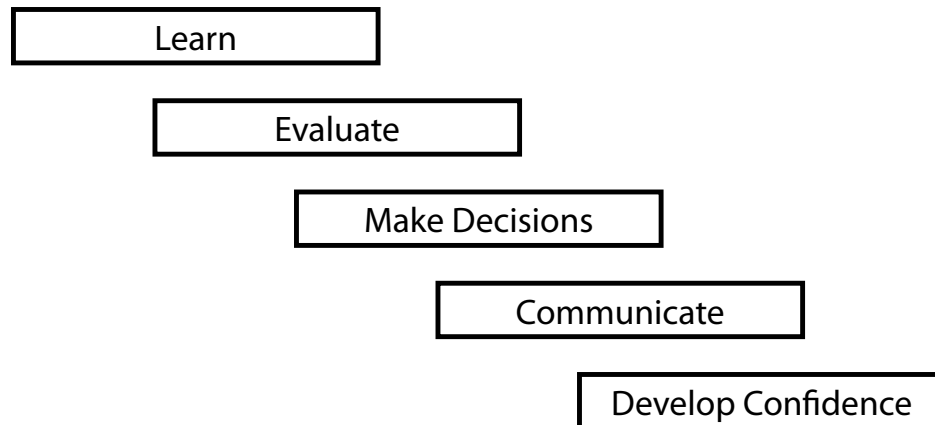 Learn
Evaluate
Make Decisions
Communicate
Develop Confidence